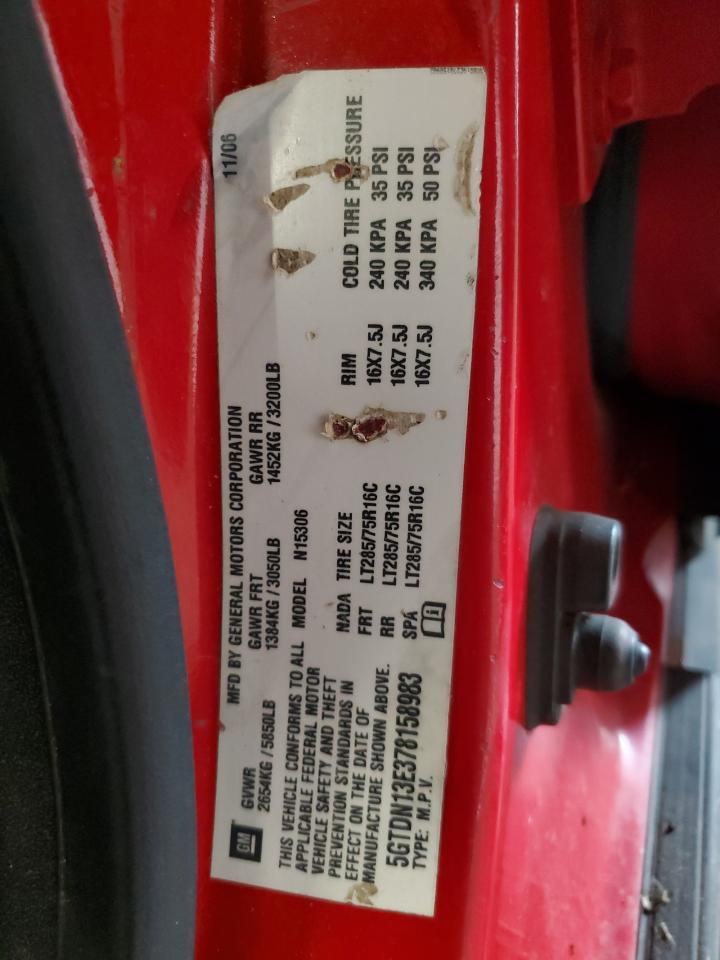 GM
MFD BY GENERAL MOTORS CORPORATION 11/06
GVWR GAWR FRT GAWR RR
2654KG/5850LB 1384KG/3050LB 1452KG/3200LB
THIS VEHICLE CONFORMS TO ALL
APPLICABLE FEDERAL MOTOR
VEHICLE SAFETY AND THEFT
PREVENTION STANDARDS IN
EFFECT ON THE DATE OF
MANUFACTURE SHOWN ABOVE.
5GTDN13E378158983
TYPE: M.P.V.
MODEL N15306
NADA TIRE SIZE RIM COLD TIRE PRESSURE
FRT LT285/75R16C 16X7.5J 240 KPA 35 PSI
RR LT285/75R16C 16X7.5J 240 KPA 35 PSI
SPA LT285/75R16C 16X7.5J 340 KPA 50 PSI